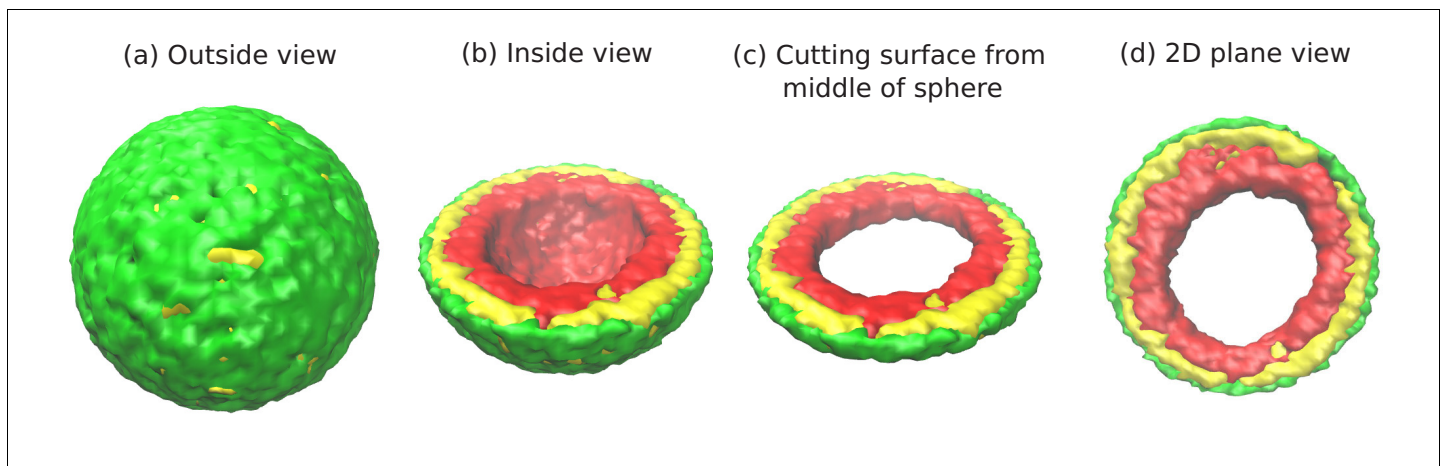 (a) Outside view
(b) Inside view
(c) Cutting surface from
middle of sphere
(d) 2D plane view